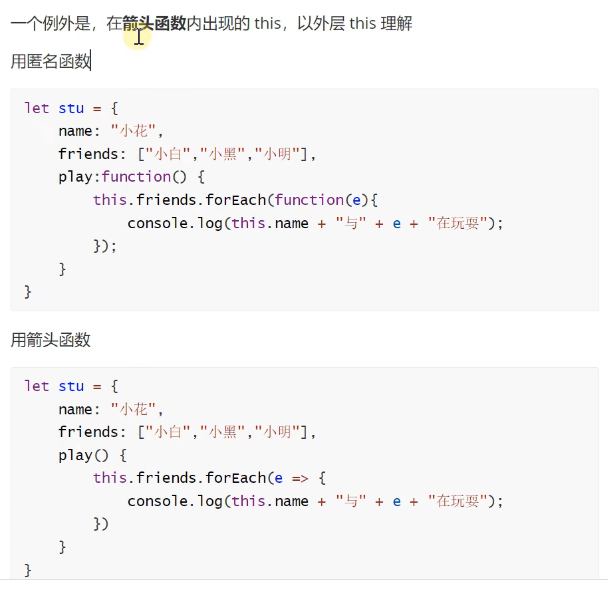 一个例外是，在箭头函数内出现的 this，以外层 this 理解
用匿名函数
let stu = {
    name: "小花",
    friends: ["小白","小黑","小明"],
    play:function() {
        this.friends.forEach(function(e){
            console.log(this.name + "与" + e + "在玩耍");
        });
    }
}
用箭头函数
let stu = {
    name: "小花",
    friends: ["小白","小黑","小明"],
    play() {
        this.friends.forEach(e => {
            console.log(this.name + "与" + e + "在玩耍");
        })
    }
}